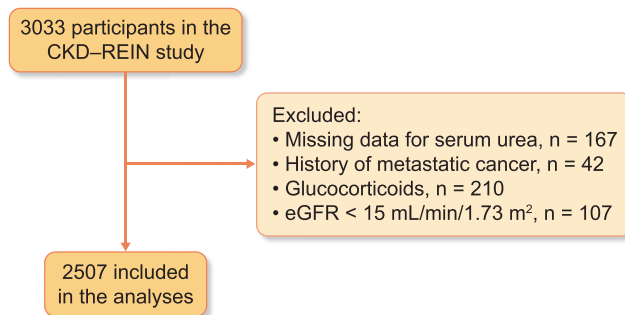 3033 participants in the
CKD–REIN study
Excluded:
• Missing data for serum urea, n = 167
• History of metastatic cancer, n = 42
• Glucocorticoids, n = 210
• eGFR < 15 mL/min/1.73 m², n = 107
2507 included
in the analyses